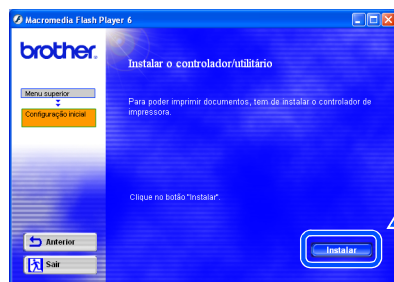 Macromedia Flash Player 6
brother.
Instalar o controlador/utilitário
Menu superior
Configuração inicial
Para poder imprimir documentos, tem de instalar o controlador de
impressora.
Clique no botão "Instalar".
Anterior
Sair
Instalar